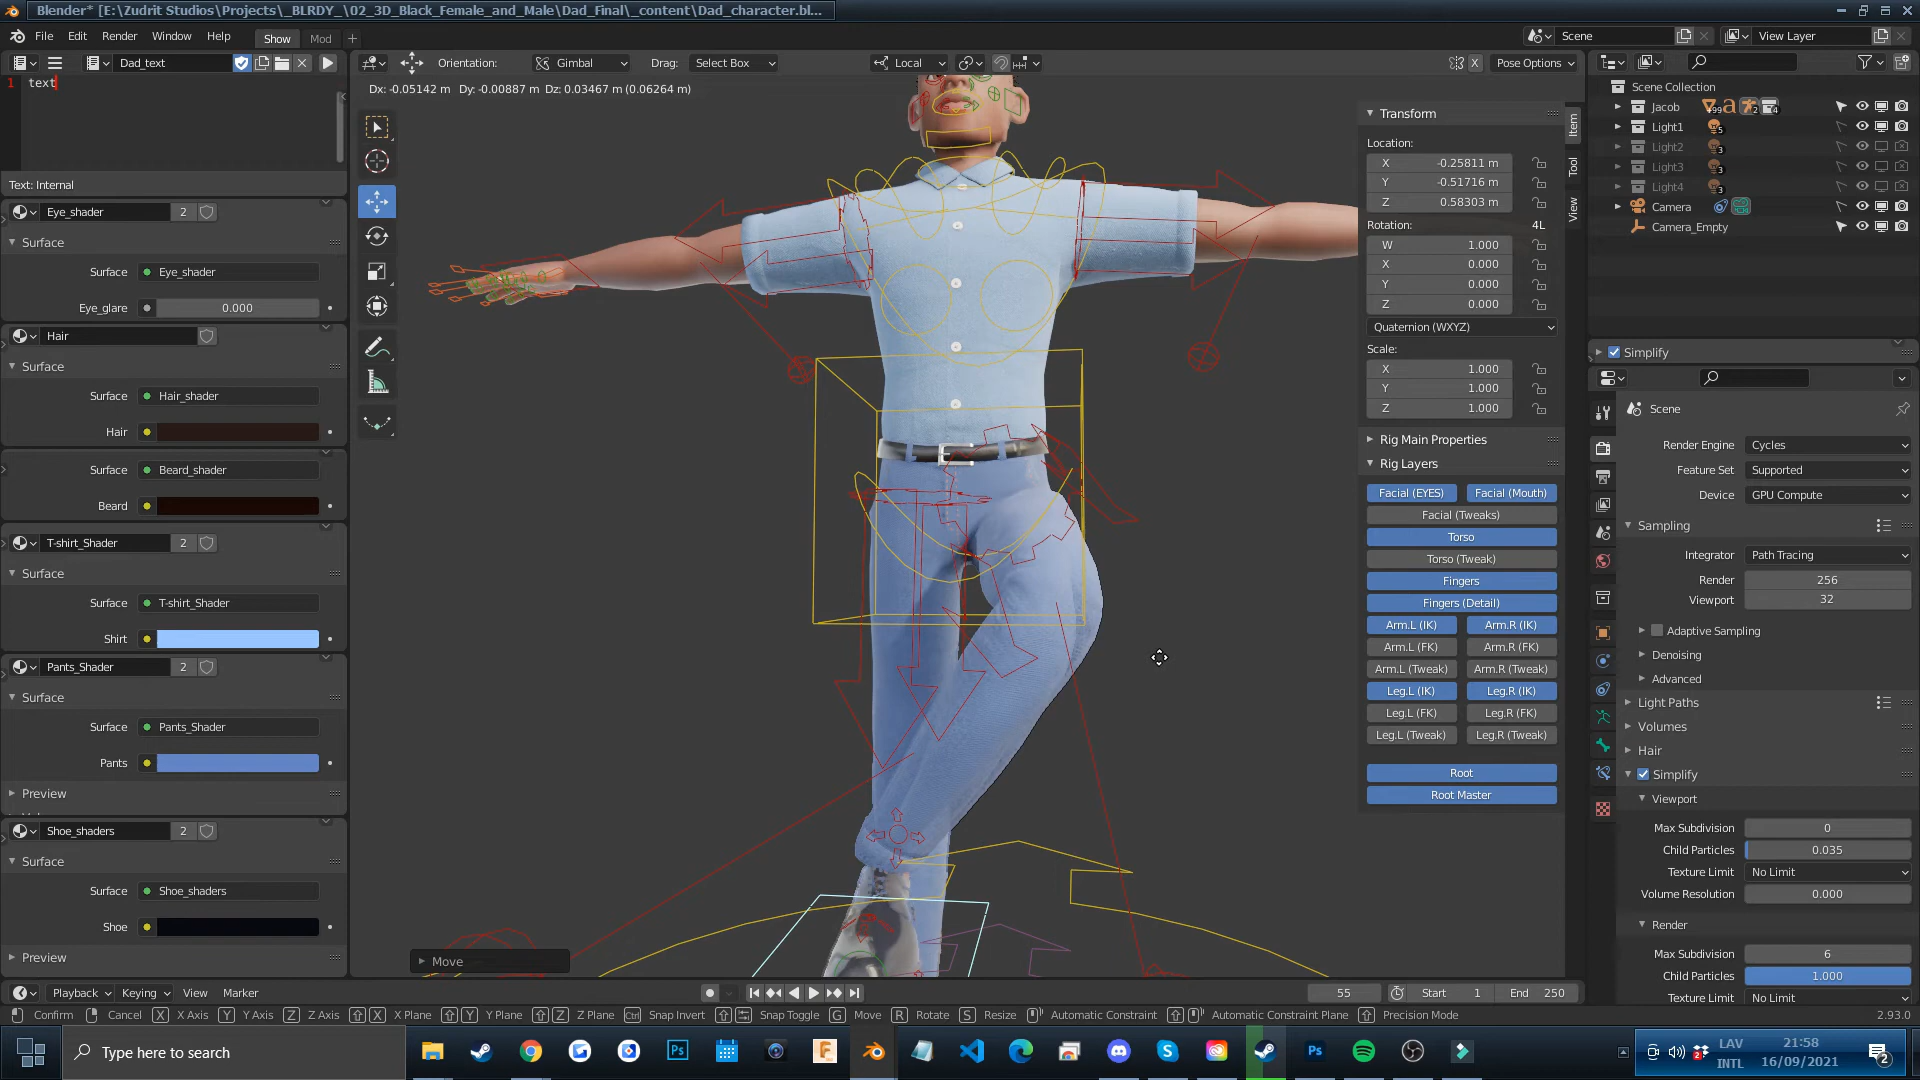 Blender* [E:\Zudrit Studios\Projects\_BLRDY_\02_3D_Black_Female_and_Male\Dad_Final\_content\Dad_character.bl...
File Edit Render Window Help Show Mod
Scene View Layer
Dad_text
Orientation: Gimbal Drag: Select Box Local X Pose Options
1 text
Dx: -0.05142 m Dy: -0.00887 m Dz: 0.03467 m (0.06264 m)
Text: Internal
Eye_shader 2
Surface
Surface Eye_shader
Eye_glare 0.000
Hair
Surface
Surface Hair_shader
Hair
Surface Beard_shader
Beard
T-shirt_Shader 2
Surface
Surface T-shirt_Shader
Shirt
Pants_Shader 2
Surface
Surface Pants_Shader
Pants
Preview
Shoe_shaders 2
Surface
Surface Shoe_shaders
Shoe
Preview
Move
Transform
Location:
X -0.25811 m
Y -0.51716 m
Z 0.58303 m
Rotation: 4L
W 1.000
X 0.000
Y 0.000
Z 0.000
Quaternion (WXYZ)
Scale:
X 1.000
Y 1.000
Z 1.000
Rig Main Properties
Rig Layers
Facial (EYES) Facial (Mouth)
Facial (Tweaks)
Torso
Torso (Tweak)
Fingers
Fingers (Detail)
Arm.L (IK) Arm.R (IK)
Arm.L (FK) Arm.R (FK)
Arm.L (Tweak) Arm.R (Tweak)
Leg.L (IK) Leg.R (IK)
Leg.L (FK) Leg.R (FK)
Leg.L (Tweak) Leg.R (Tweak)
Root
Root Master
Item
Tool
View
Scene Collection
Jacob
Light1
Light2
Light3
Light4
Camera
Camera_Empty
Simplify
Scene
Render Engine Cycles
Feature Set Supported
Device GPU Compute
Sampling
Integrator Path Tracing
Render 256
Viewport 32
Adaptive Sampling
Denoising
Advanced
Light Paths
Volumes
Hair
Simplify
Viewport
Max Subdivision 0
Child Particles 0.035
Texture Limit No Limit
Volume Resolution 0.000
Render
Max Subdivision 6
Child Particles 1.000
Texture Limit No Limit
Playback Keying View Marker 55 Start 1 End 250
Confirm Cancel X X Axis Y Y Axis Z Z Axis X X Plane Y Y Plane Z Z Plane Ctrl Snap Invert Snap Toggle G Move R Rotate S Resize Automatic Constraint Automatic Constraint Plane Precision Mode 2.93.0
Type here to search
LAV 21:58
INTL 16/09/2021
2